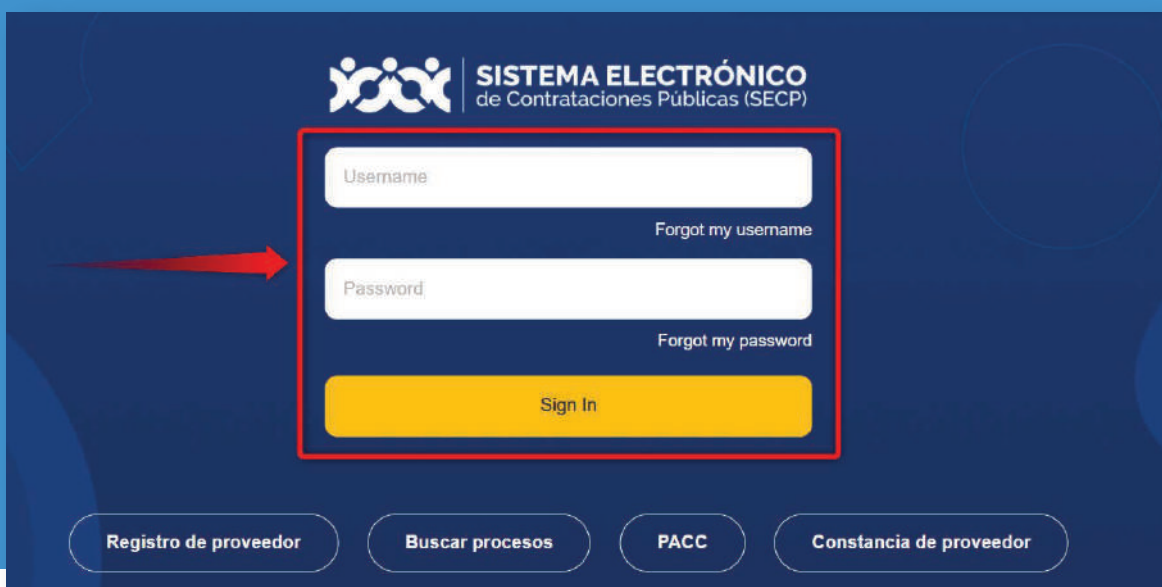 SISTEMA ELECTRÓNICO
de Contrataciones Públicas (SECP)
Username
Forgot my username
Password
Forgot my password
Sign In
Registro de proveedor Buscar procesos PACC Constancia de proveedor